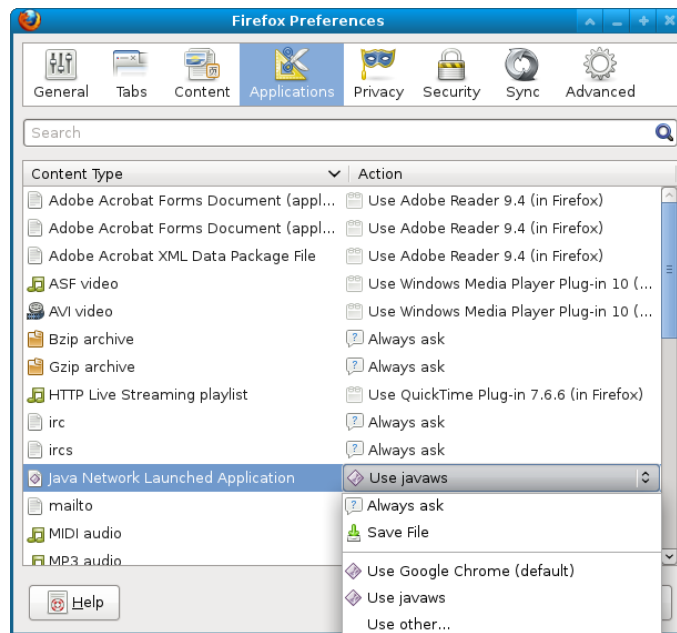 Firefox Preferences
General Tabs Content Applications Privacy Security Sync Advanced
Search
Content Type Action
Adobe Acrobat Forms Document (appl... Use Adobe Reader 9.4 (in Firefox)
Adobe Acrobat Forms Document (appl... Use Adobe Reader 9.4 (in Firefox)
Adobe Acrobat XML Data Package File Use Adobe Reader 9.4 (in Firefox)
ASF video Use Windows Media Player Plug-in 10 (...
AVI video Use Windows Media Player Plug-in 10 (...
Bzip archive Always ask
Gzip archive Always ask
HTTP Live Streaming playlist Use QuickTime Plug-in 7.6.6 (in Firefox)
irc Always ask
ircs Always ask
Java Network Launched Application Use javaws
mailto Always ask
MIDI audio Save File
MP3 audio
Use Google Chrome (default)
Help Use javaws
Use other...